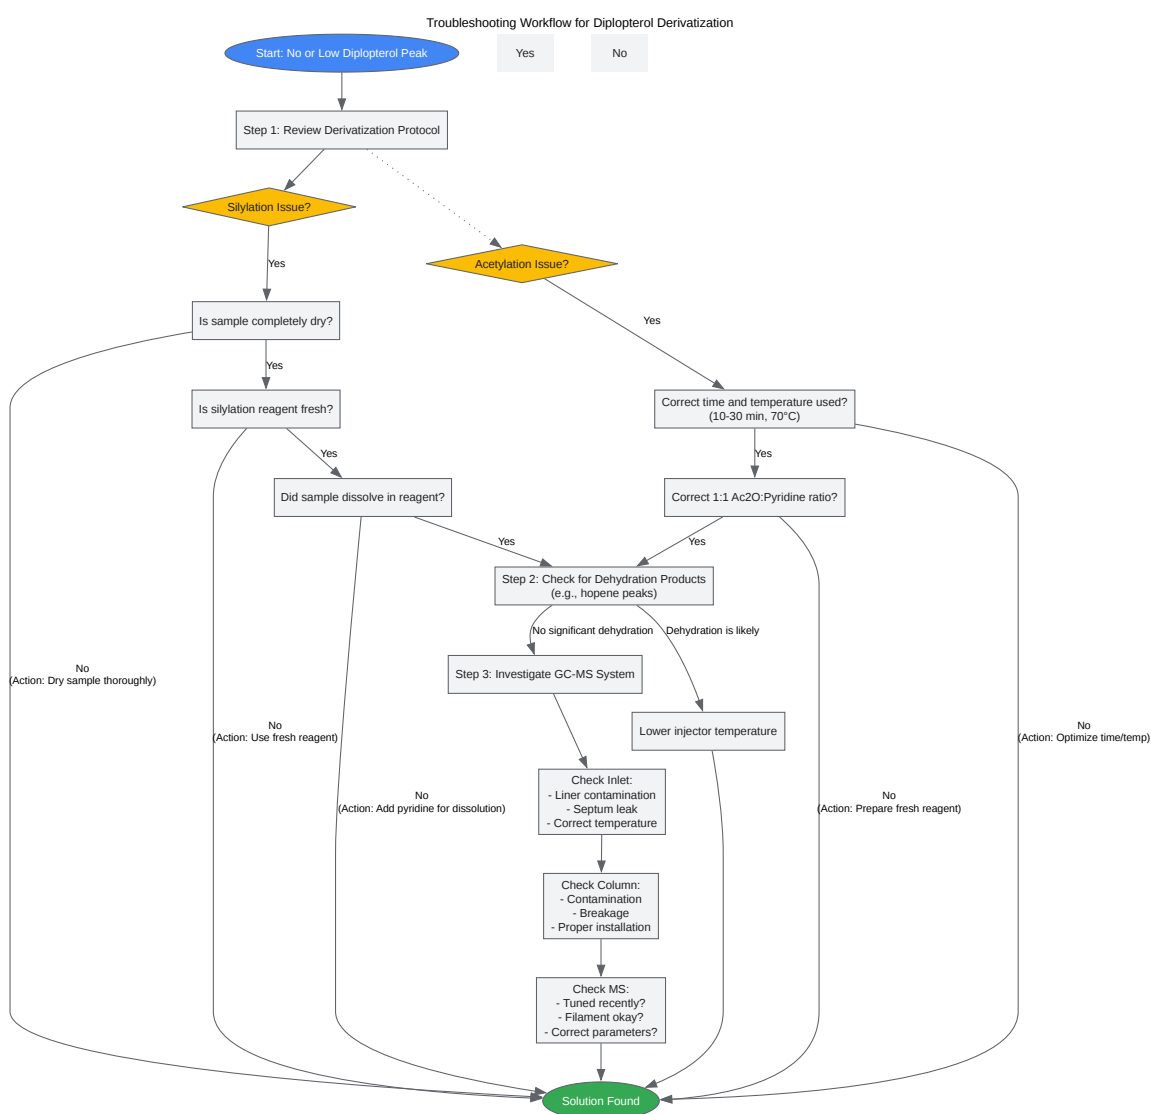 Troubleshooting Workflow for Diplopterol Derivatization
Start: No or Low Diplopterol Peak
Yes
No
Step 1: Review Derivatization Protocol
Silylation Issue?
Acetylation Issue?
Yes
Yes
Is sample completely dry?
Yes
Is silylation reagent fresh?
Correct time and temperature used?
(10-30 min, 70°C)
Yes
Yes
Did sample dissolve in reagent?
Correct 1:1 Ac2O:Pyridine ratio?
Yes
Yes
Step 2: Check for Dehydration Products
(e.g., hopene peaks)
No significant dehydration
Dehydration is likely
Step 3: Investigate GC-MS System
No
(Action: Dry sample thoroughly)
Lower injector temperature
No
(Action: Use fresh reagent)
No
(Action: Optimize time/temp)
Check Inlet:
- Liner contamination
- Septum leak
- Correct temperature
No
(Action: Add pyridine for dissolution)
No
(Action: Prepare fresh reagent)
Check Column:
- Contamination
- Breakage
- Proper installation
Check MS:
- Tuned recently?
- Filament okay?
- Correct parameters?
Solution Found